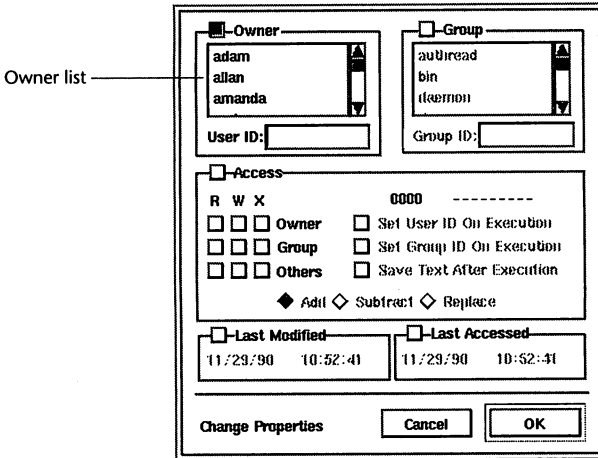 Owner
Group
Owner list
adam
allan
amanda
authread
bin
daemon
User ID:
Group ID:
Access
R W X
0000 ----------
Owner
Set User ID On Execution
Group
Set Group ID On Execution
Others
Save Text After Execution
Add Subtract Replace
Last Modified
Last Accessed
11/29/90 10:52:41
11/29/90 10:52:41
Change Properties
Cancel
OK